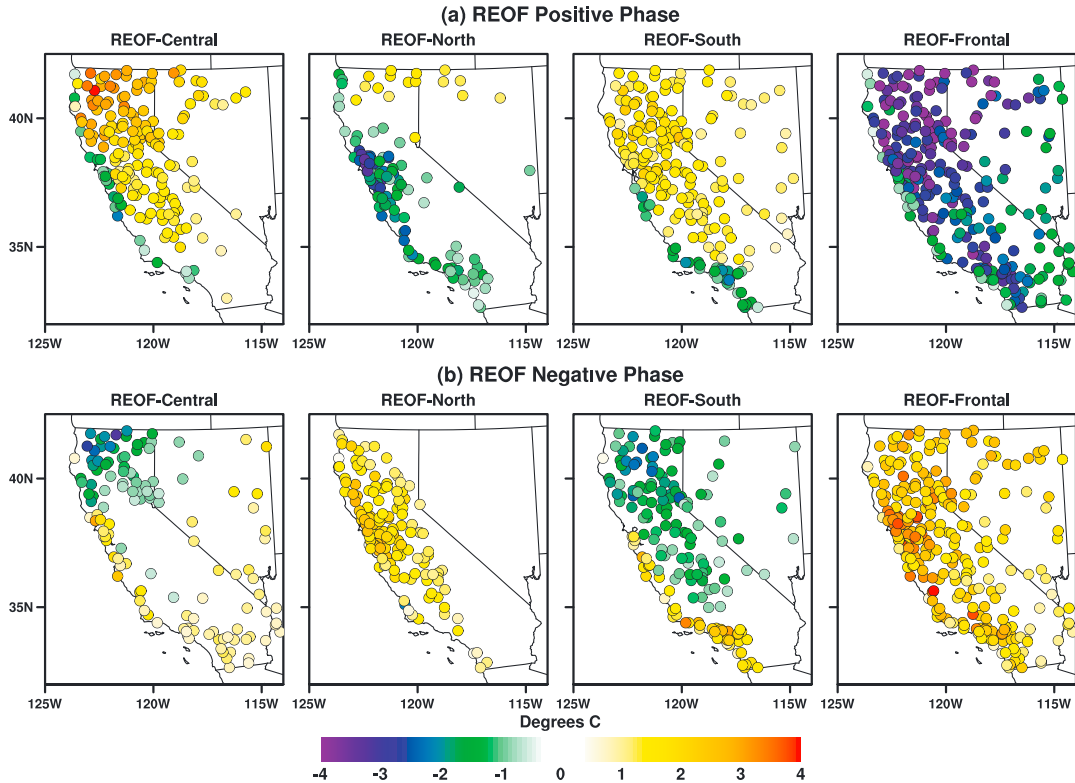 (a) REOF Positive Phase
REOF-Central REOF-North REOF-South REOF-Frontal
40N
35N
125W 120W 115W 125W 120W 115W 125W 120W 115W 125W 120W 115W
(b) REOF Negative Phase
REOF-Central REOF-North REOF-South REOF-Frontal
40N
35N
125W 120W 115W 125W 120W 115W 125W 120W 115W 125W 120W 115W
Degrees C
-4 -3 -2 -1 0 1 2 3 4